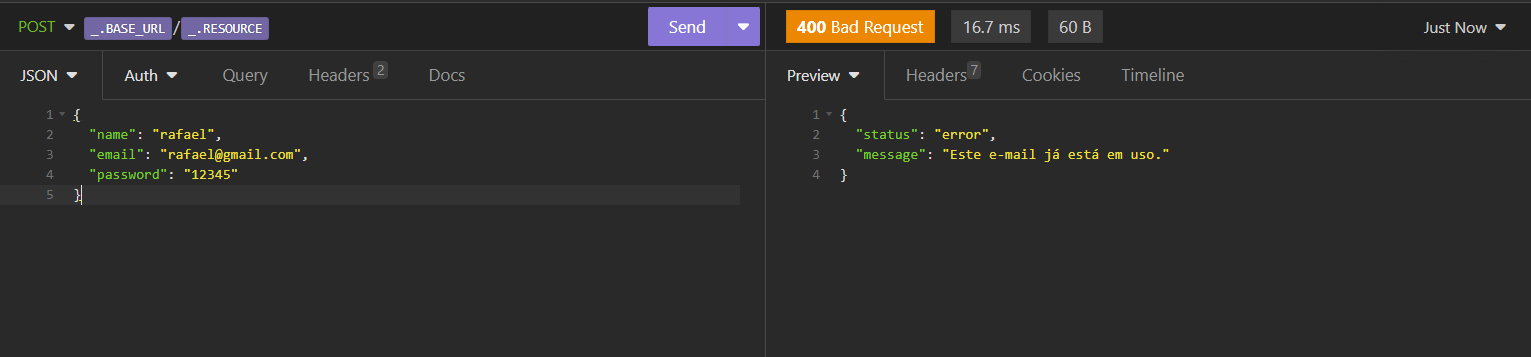 POST _.BASE_URL/_.RESOURCE Send
400 Bad Request 16.7 ms 60 B Just Now
JSON Auth Query Headers 2 Docs
Preview Headers 7 Cookies Timeline
1 {
2 "name": "rafael",
3 "email": "rafael@gmail.com",
4 "password": "12345"
5 }
1 {
2 "status": "error",
3 "message": "Este e-mail já está em uso."
4 }